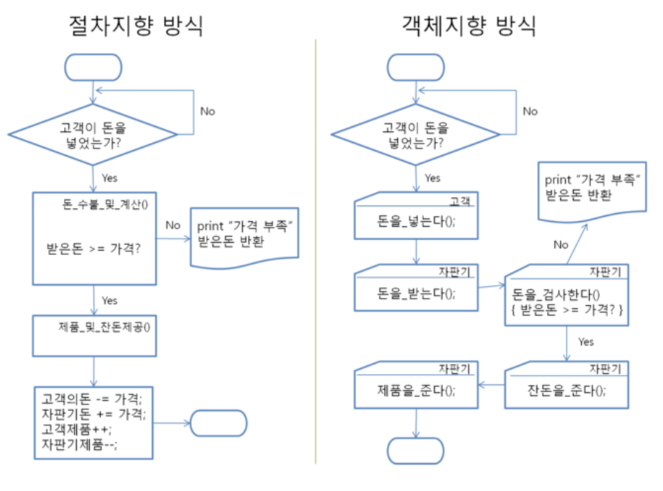 절차지향 방식
고객이 돈을
넣었는가?
No
Yes
돈_수불_및_계산()
받은돈 >= 가격?
No
print "가격 부족"
받은돈 반환
Yes
제품_및_잔돈제공()
고객의돈 -= 가격;
자판기돈 += 가격;
고객제품++;
자판기제품--;
객체지향 방식
고객이 돈을
넣었는가?
No
Yes
고객
돈을_넣는다();
자판기
돈을_받는다();
자판기
돈을_검사한다()
{ 받은돈 >= 가격? }
No
print "가격 부족"
받은돈 반환
Yes
자판기
잔돈을_준다();
자판기
제품을_준다();